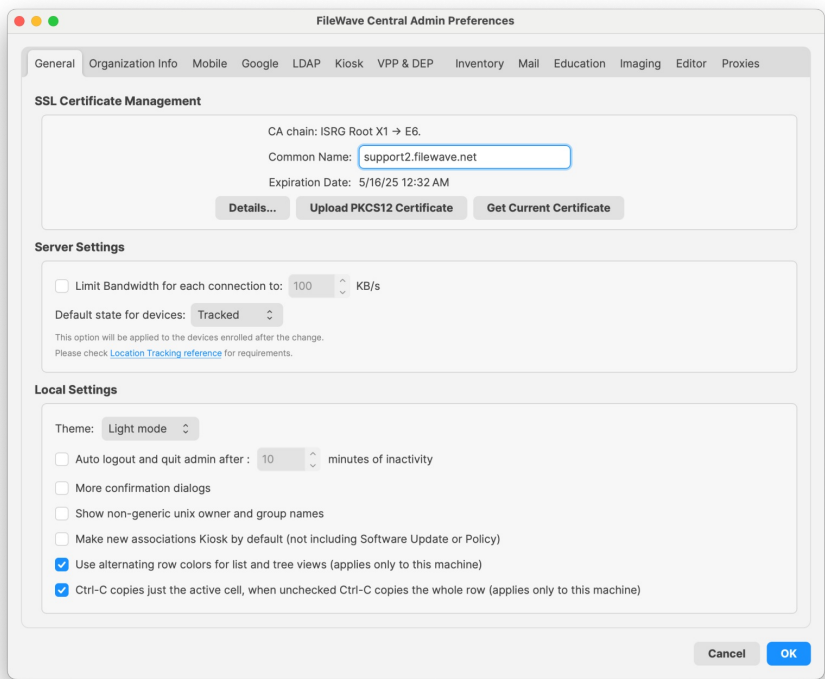 FileWave Central Admin Preferences
General Organization Info Mobile Google LDAP Kiosk VPP & DEP Inventory Mail Education Imaging Editor Proxies
SSL Certificate Management
CA chain: ISRG Root X1 → E6.
Common Name: support2.filewave.net
Expiration Date: 5/16/25 12:32 AM
Details... Upload PKCS12 Certificate Get Current Certificate
Server Settings
Limit Bandwidth for each connection to: 100 KB/s
Default state for devices: Tracked
This option will be applied to the devices enrolled after the change.
Please check Location Tracking reference for requirements.
Local Settings
Theme: Light mode
Auto logout and quit admin after : 10 minutes of inactivity
More confirmation dialogs
Show non-generic unix owner and group names
Make new associations Kiosk by default (not including Software Update or Policy)
Use alternating row colors for list and tree views (applies only to this machine)
Ctrl-C copies just the active cell, when unchecked Ctrl-C copies the whole row (applies only to this machine)
Cancel OK